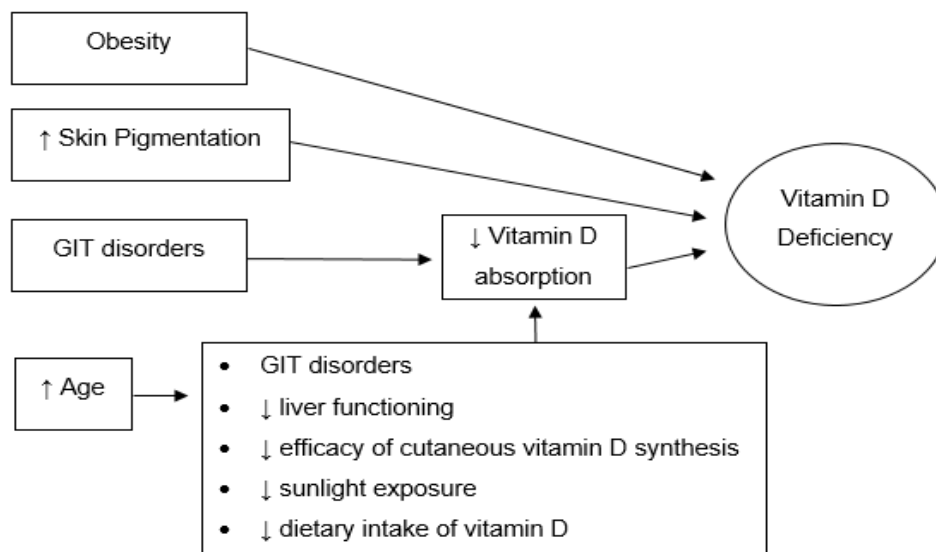 Obesity
↑ Skin Pigmentation
GIT disorders
↓ Vitamin D
absorption
Vitamin D
Deficiency
↑ Age
• GIT disorders
• ↓ liver functioning
• ↓ efficacy of cutaneous vitamin D synthesis
• ↓ sunlight exposure
• ↓ dietary intake of vitamin D